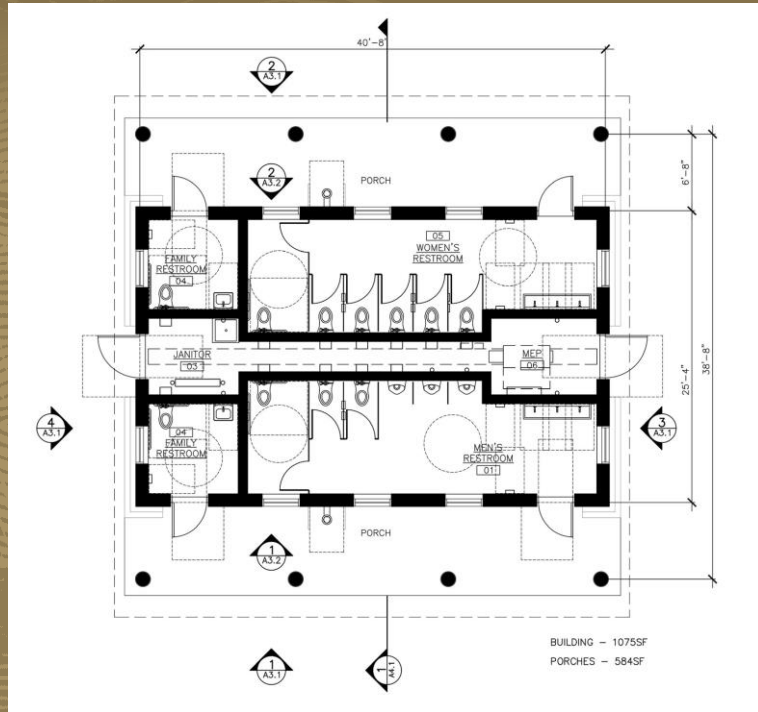 40'-8"
2
A3.1
2
A3.2
PORCH
6'-8"
05
WOMEN'S
RESTROOM
FAMILY
RESTROOM
04
JANITOR
03
MEP
06
38'-8"
25'-4"
4
A3.1
3
A3.1
04
FAMILY
RESTROOM
MEN'S
RESTROOM
01
PORCH
1
A3.2
1
A3.1
1
A4.1
BUILDING - 1075SF
PORCHES - 584SF